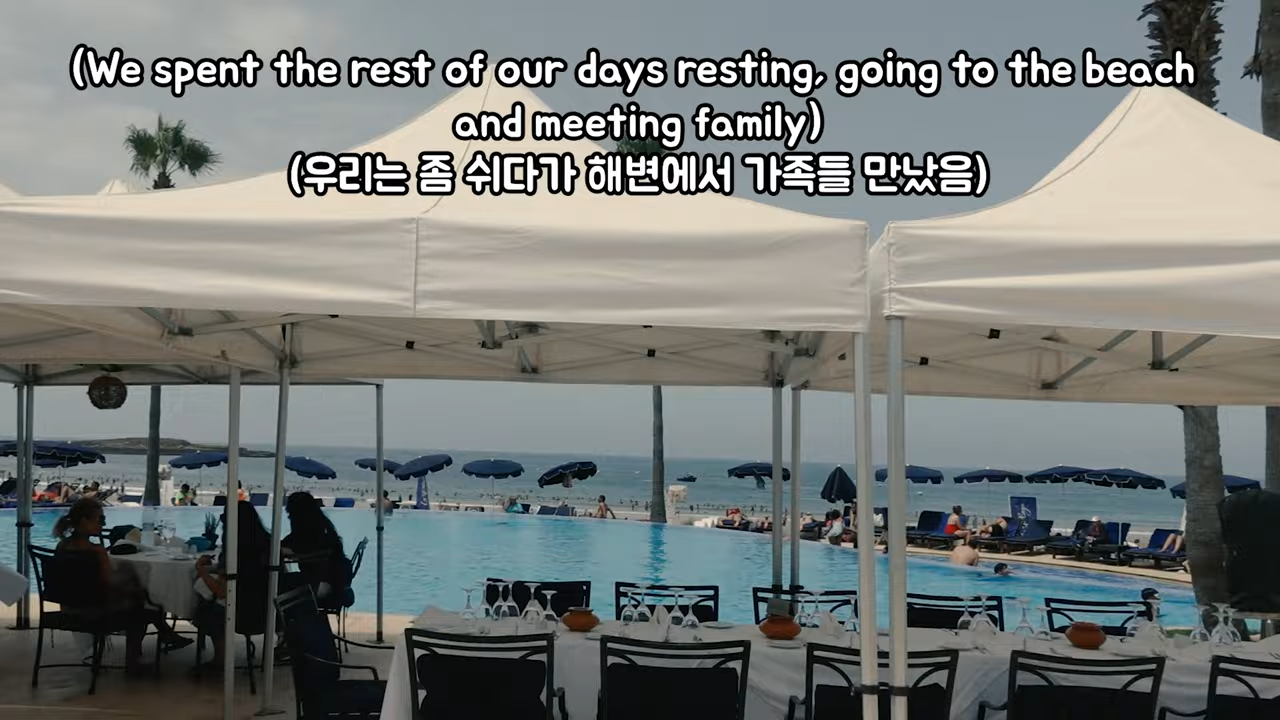 (We spent the rest of our days resting, going to the beach
and meeting family)
(우리는 좀 쉬다가 해변에서 가족들 만났음)